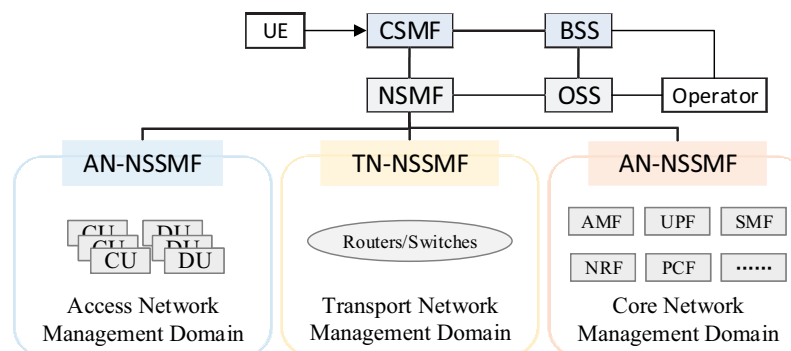 UE
CSMF
BSS
NSMF
OSS
Operator
AN-NSSMF
TN-NSSMF
AN-NSSMF
CU
DU
CU
DU
CU
DU
Routers/Switches
AMF
UPF
SMF
NRF
PCF
......
Access Network
Management Domain
Transport Network
Management Domain
Core Network
Management Domain